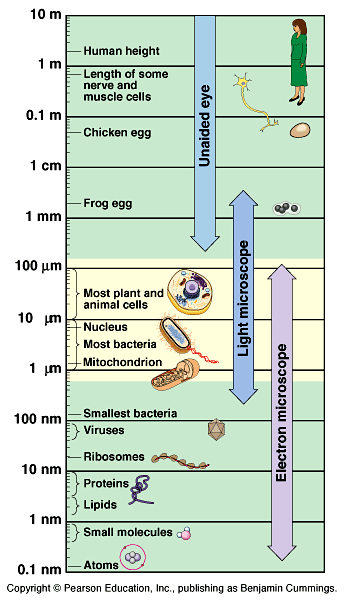 10 m
Human height
1 m
Length of some
nerve and
muscle cells
0.1 m
Chicken egg
1 cm
Frog egg
1 mm
100 μm
Most plant and
animal cells
10 μm
Nucleus
Most bacteria
Mitochondrion
1 μm
Smallest bacteria
100 nm
Viruses
Ribosomes
10 nm
Proteins
Lipids
1 nm
Small molecules
Atoms
0.1 nm
Unaided eye
Light microscope
Electron microscope
Copyright © Pearson Education, Inc., publishing as Benjamin Cummings.